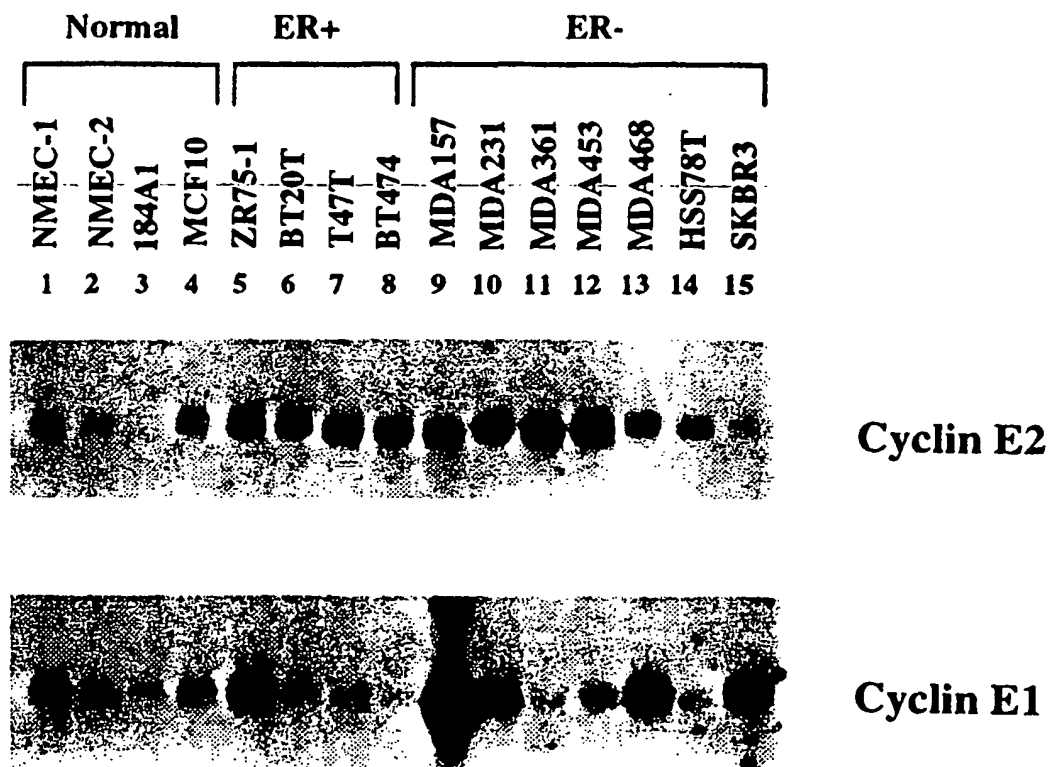 Normal ER+ ER-
NMEC-1 NMEC-2 184A1 MCF10 ZR75-1 BT20T T47T BT474 MDA157 MDA231 MDA361 MDA453 MDA468 HSS78T SKBR3
1 2 3 4 5 6 7 8 9 10 11 12 13 14 15
Cyclin E2
Cyclin E1